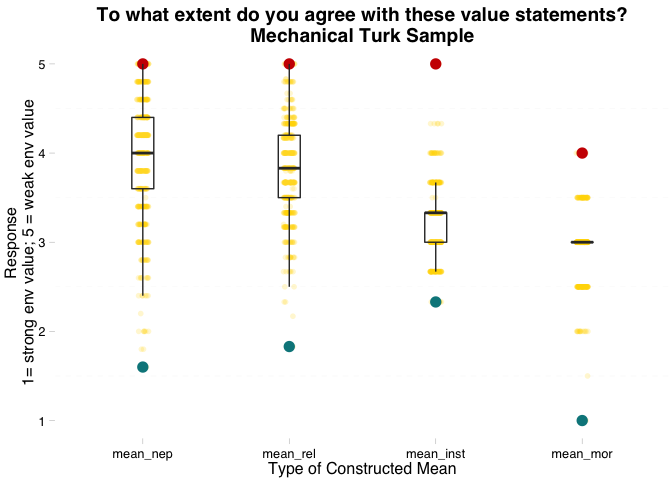 To what extent do you agree with these value statements?
Mechanical Turk Sample
Response
1= strong env value; 5 = weak env value
5
4
3
2
1
mean_nep
mean_rel
mean_inst
mean_mor
Type of Constructed Mean